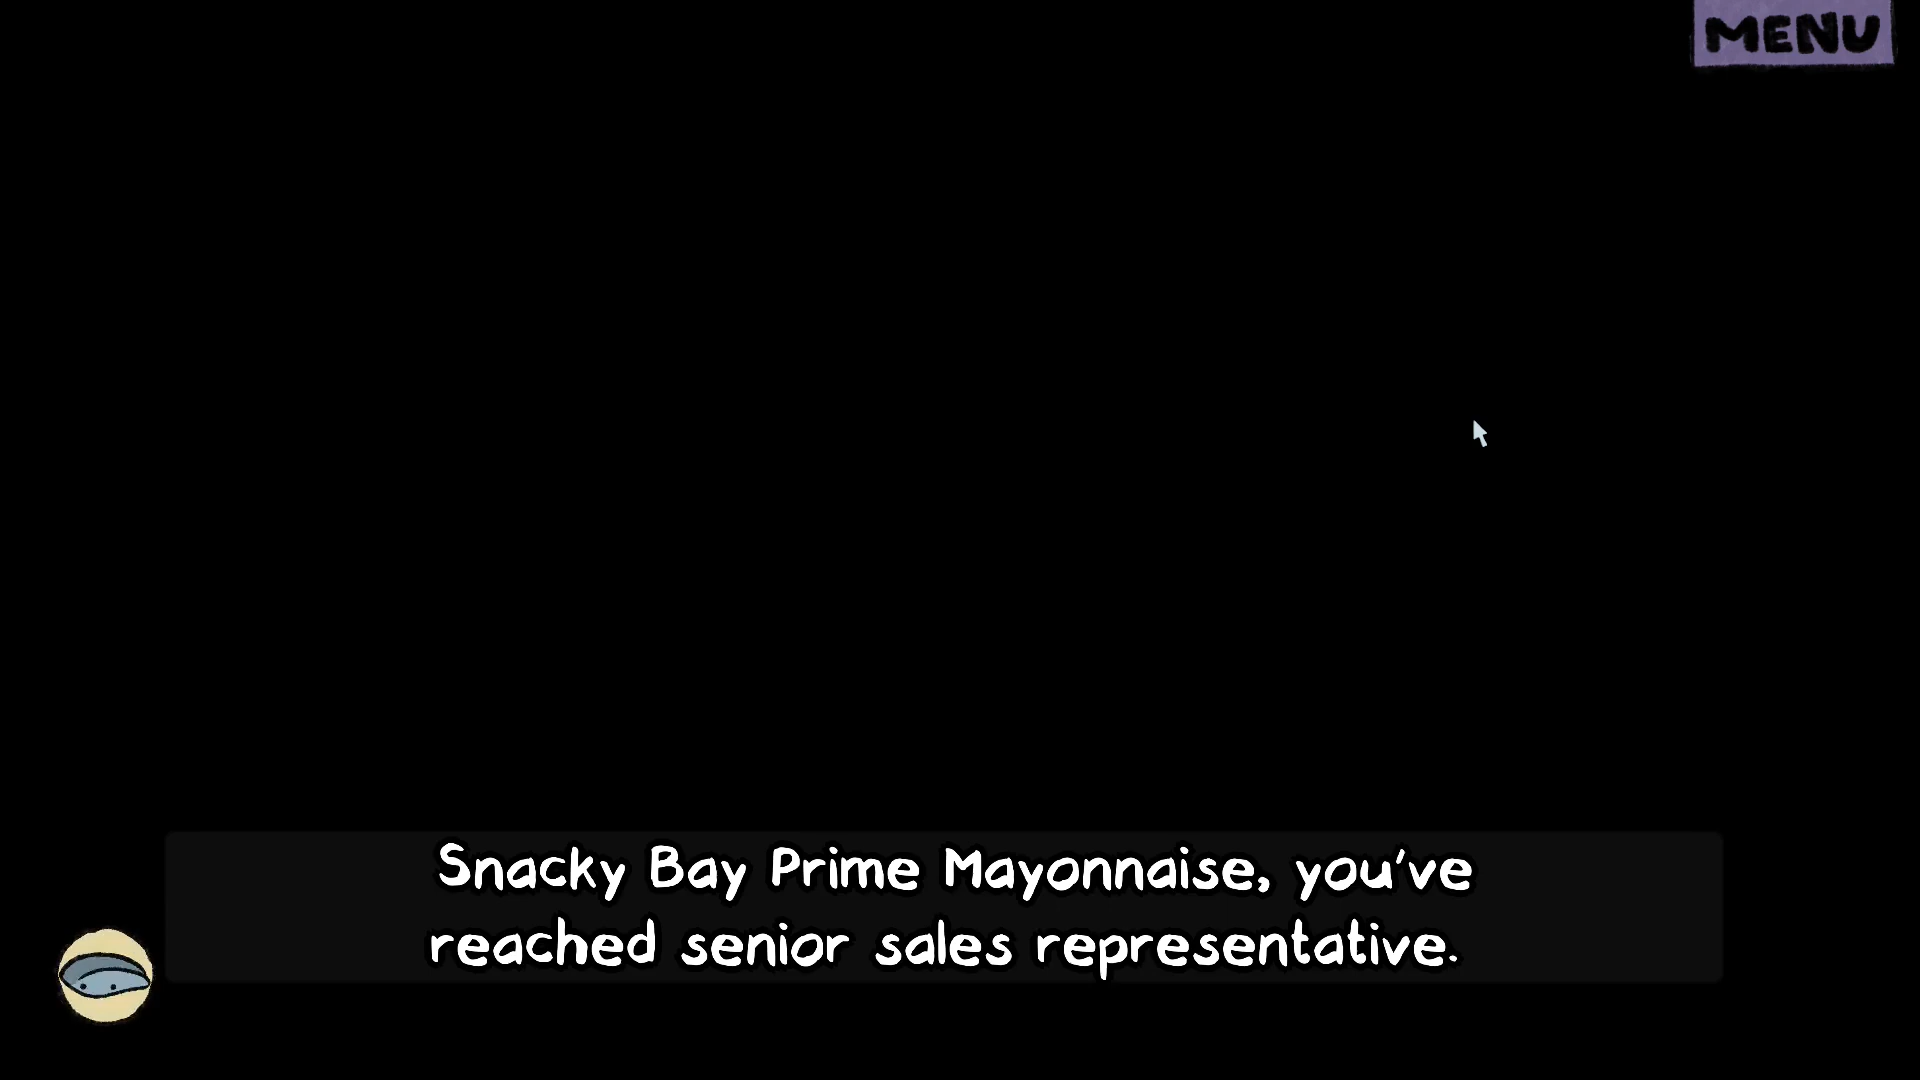 MENU
Snacky Bay Prime Mayonnaise, you've
reached senior sales representative.